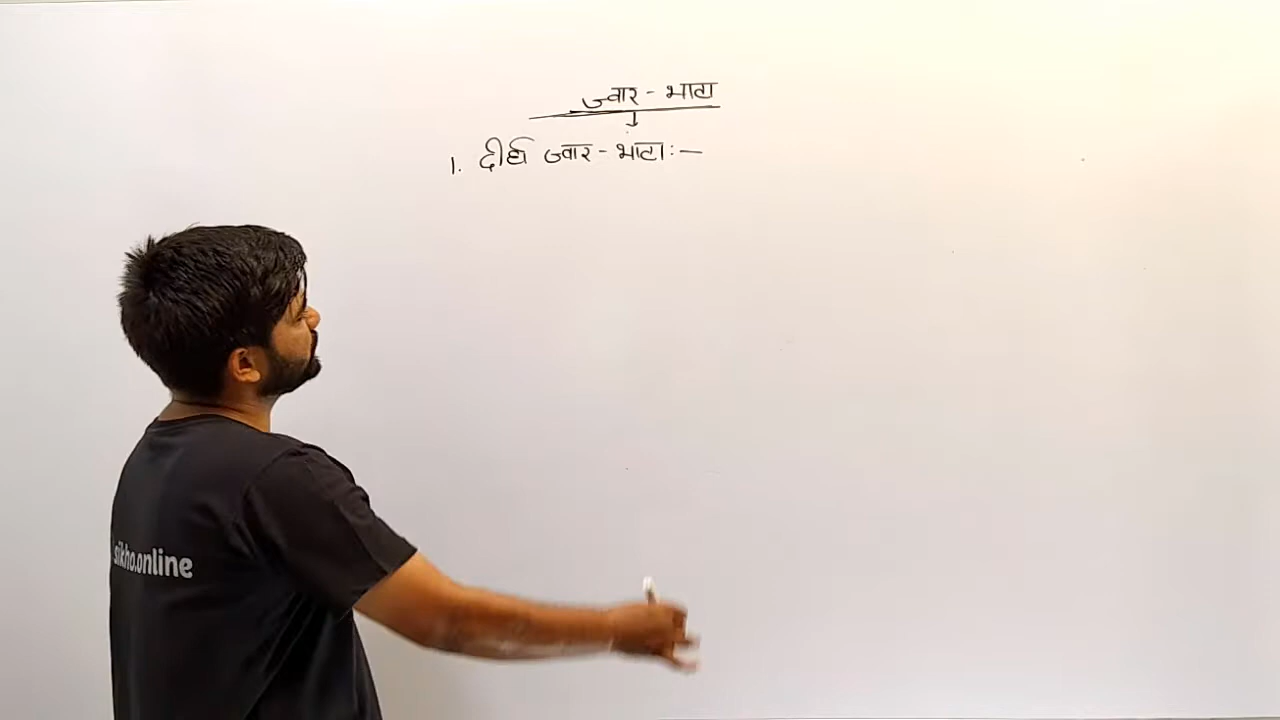 ज्वार - भाटा
1. दीर्घ ज्वार - भाटा :-
sikho.online